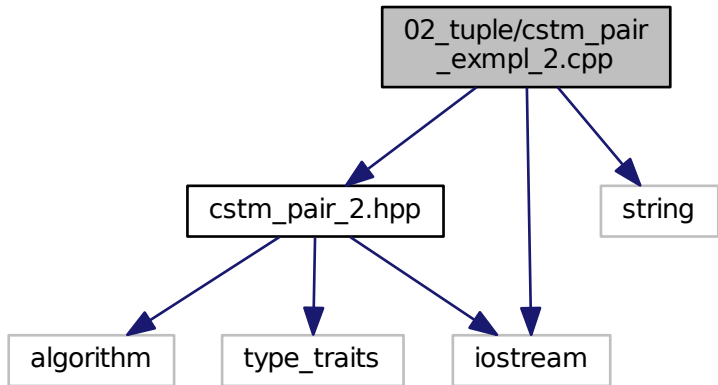 02_tuple/cstm_pair
_exmpl_2.cpp
cstm_pair_2.hpp
string
algorithm
type_traits
iostream